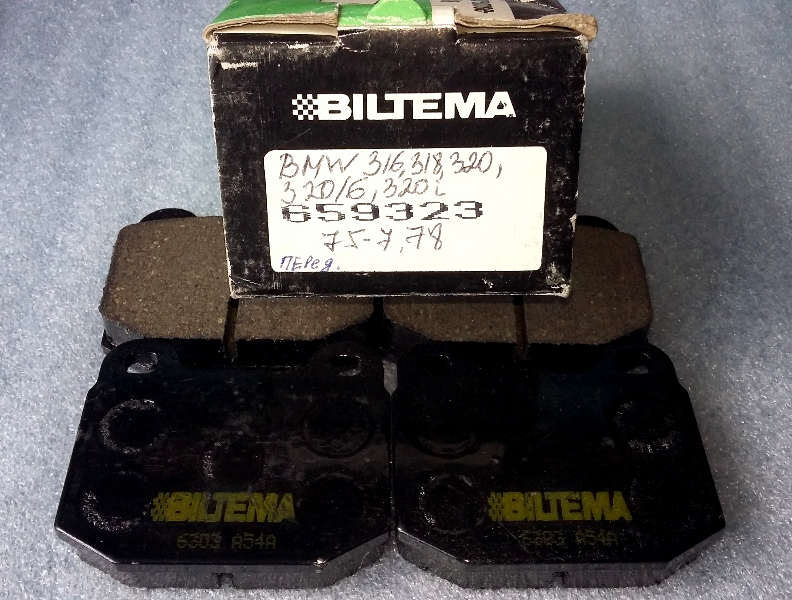 BILTEMA
BMW 316,318,320,
320/6, 320i
659323
75-7,78
ПЕРЕД.
BILTEMA
6303 A54A
BILTEMA
6303 A54A